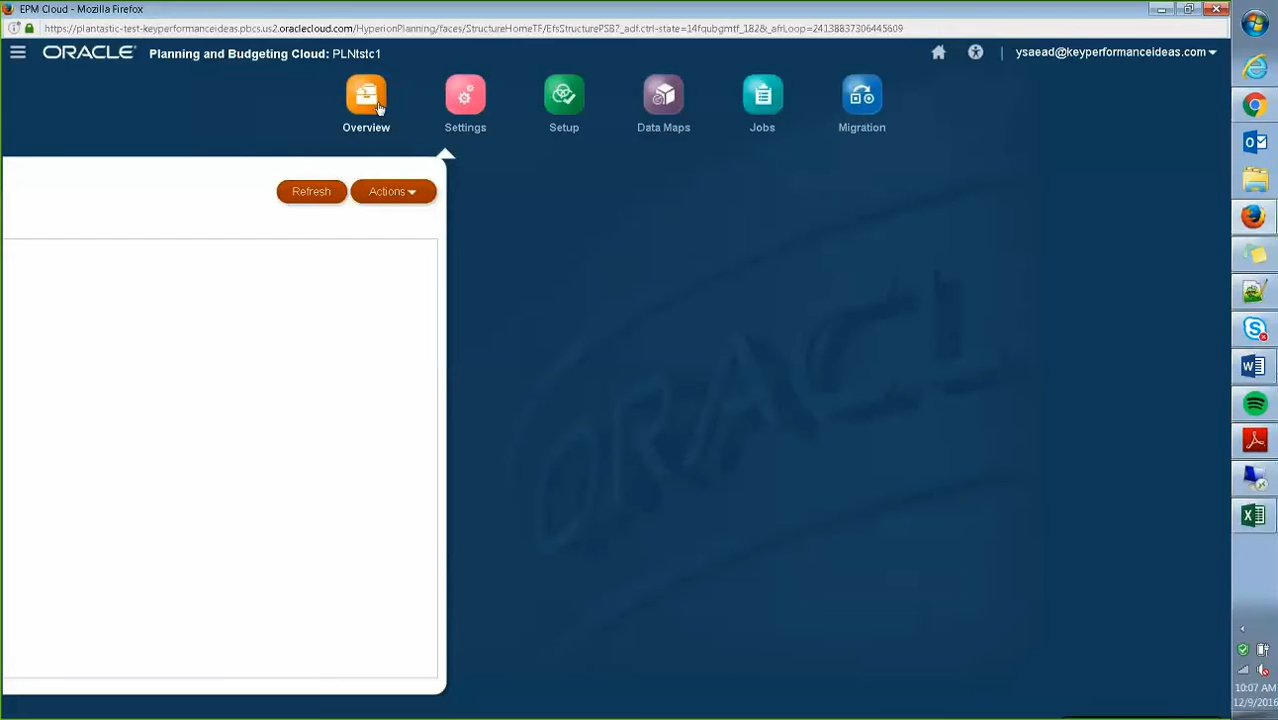 EPM Cloud - Mozilla Firefox
https://plantastic-test-keyperformanceideas.pbcs.us2.oraclecloud.com/HyperionPlanning/faces/StructureHomeTF/EfsStructurePSB?_adf.ctrl-state=14fqubgmtf_182&_afrLoop=24138837306445609
ORACLE Planning and Budgeting Cloud: PLNtstc1 ysaead@keyperformanceideas.com
Overview Settings Setup Data Maps Jobs Migration
Refresh Actions
ORACL
10:07 AM
12/9/2016